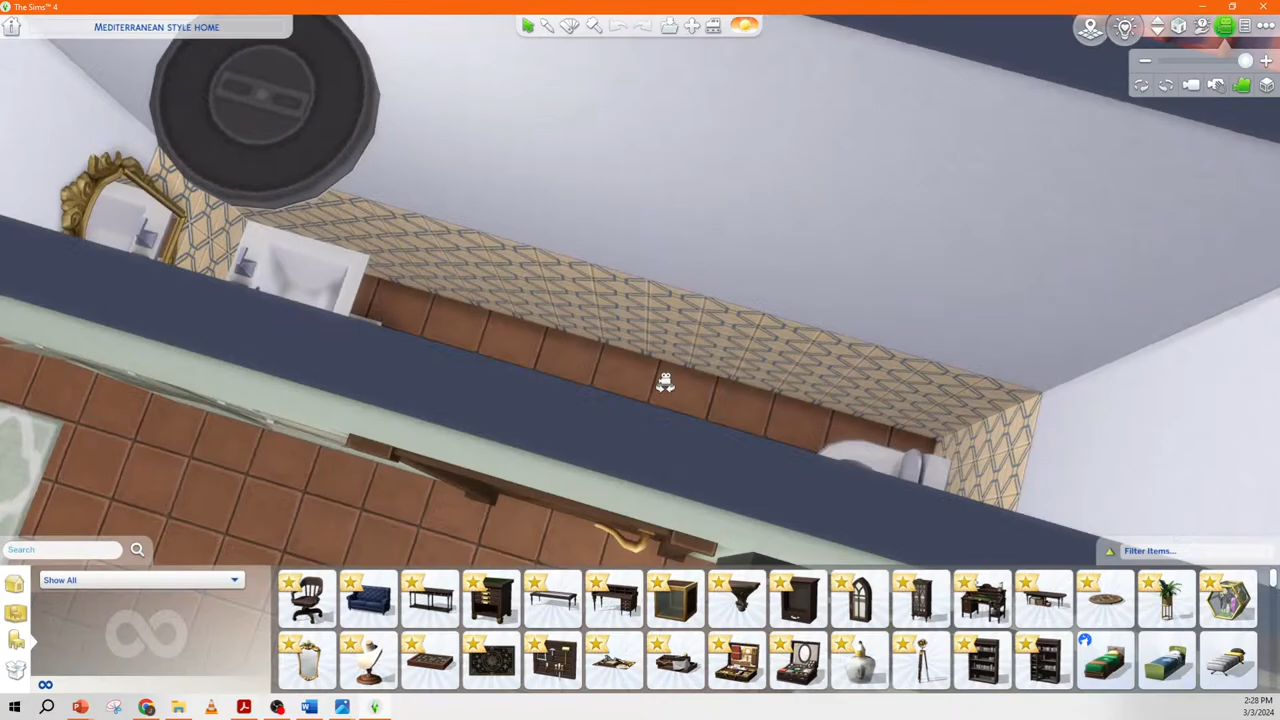 The Sims™ 4
MEDITERRANEAN STYLE HOME
Search
Filter Items...
Show All
2:28 PM
3/3/2024